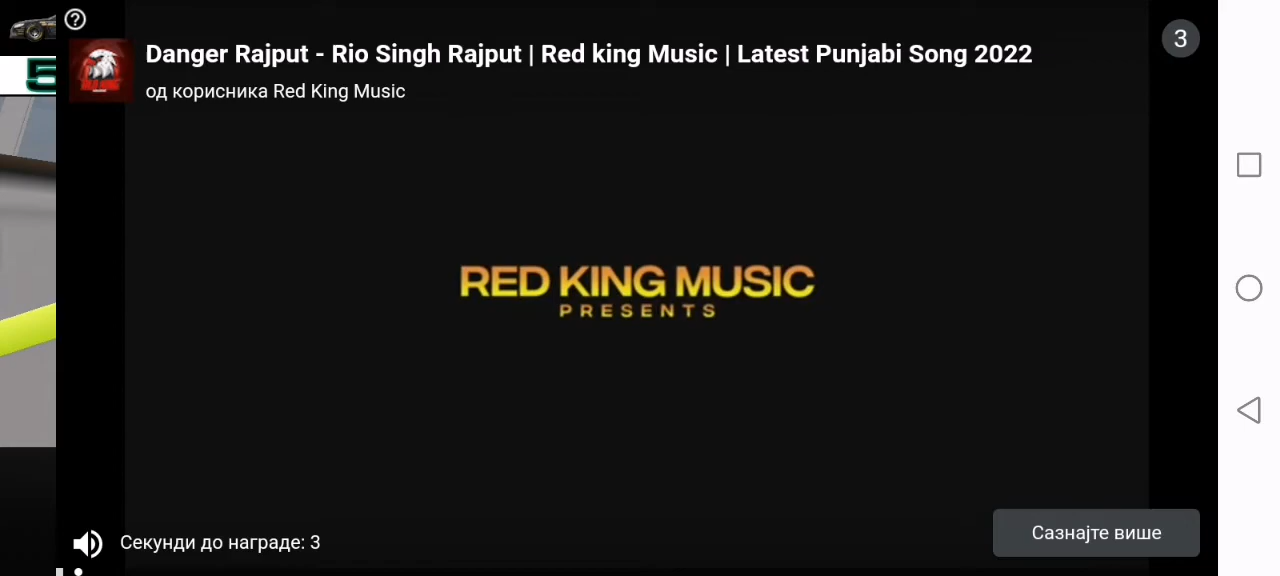 5
Danger Rajput - Rio Singh Rajput | Red king Music | Latest Punjabi Song 2022
3
од корисника Red King Music
RED KING MUSIC
PRESENTS
Секунди до награде: 3
Сазнајте више